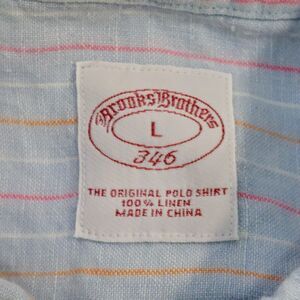 Brooks Brothers
L
346
THE ORIGINAL POLO SHIRT
100% LINEN
MADE IN CHINA